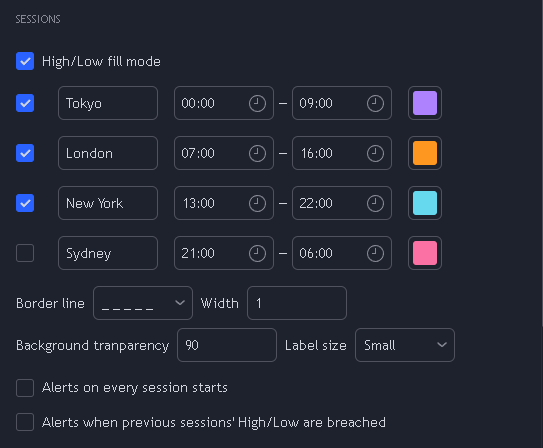 SESSIONS
High/Low fill mode
Tokyo 00:00 – 09:00
London 07:00 – 16:00
New York 13:00 – 22:00
Sydney 21:00 – 06:00
Border line _ _ _ _ _ Width 1
Background tranparency 90 Label size Small
Alerts on every session starts
Alerts when previous sessions' High/Low are breached